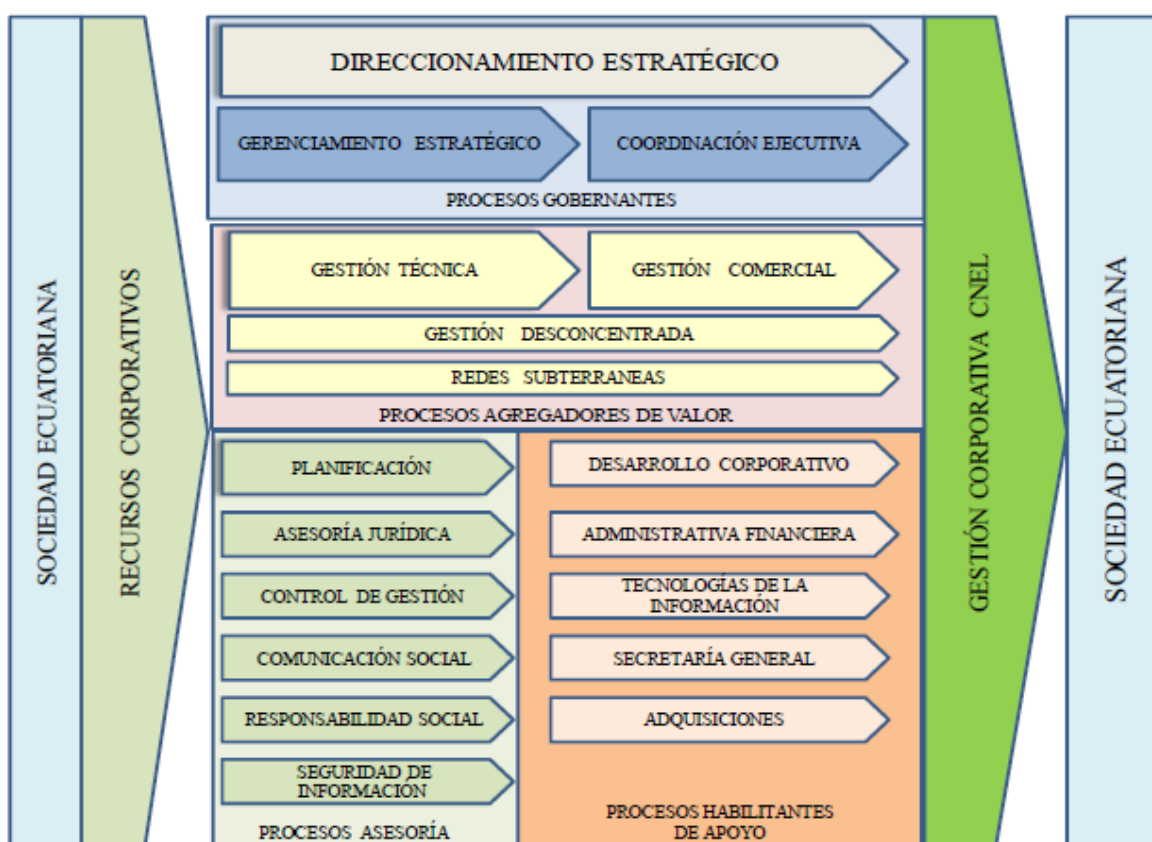 SOCIEDAD ECUATORIANA
RECURSOS CORPORATIVOS
DIRECCIONAMIENTO ESTRATÉGICO
GERENCIAMIENTO ESTRATÉGICO
COORDINACIÓN EJECUTIVA
PROCESOS GOBERNANTES
GESTIÓN TÉCNICA
GESTIÓN COMERCIAL
GESTIÓN DESCONCENTRADA
REDES SUBTERRANEAS
PROCESOS AGREGADORES DE VALOR
PLANIFICACIÓN
ASESORÍA JURÍDICA
CONTROL DE GESTIÓN
COMUNICACIÓN SOCIAL
RESPONSABILIDAD SOCIAL
SEGURIDAD DE
INFORMACIÓN
PROCESOS ASESORÍA
DESARROLLO CORPORATIVO
ADMINISTRATIVA FINANCIERA
TECNOLOGÍAS DE LA
INFORMACIÓN
SECRETARÍA GENERAL
ADQUISICIONES
PROCESOS HABILITANTES
DE APOYO
GESTIÓN CORPORATIVA CNEL
SOCIEDAD ECUATORIANA